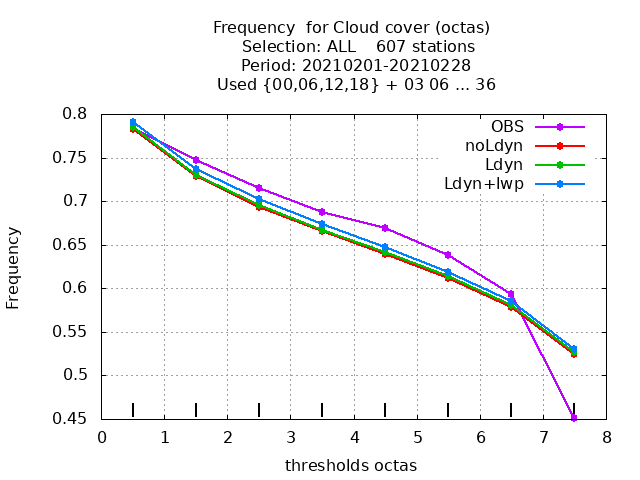 Frequency  for Cloud cover (octas)
Selection: ALL    607 stations
Period: 20210201-20210228
Used {00,06,12,18} + 03 06 ... 36
OBS
noLdyn
Ldyn
Ldyn+lwp
0.8
0.75
0.7
0.65
0.6
0.55
0.5
0.45
Frequency
0 1 2 3 4 5 6 7 8
thresholds octas